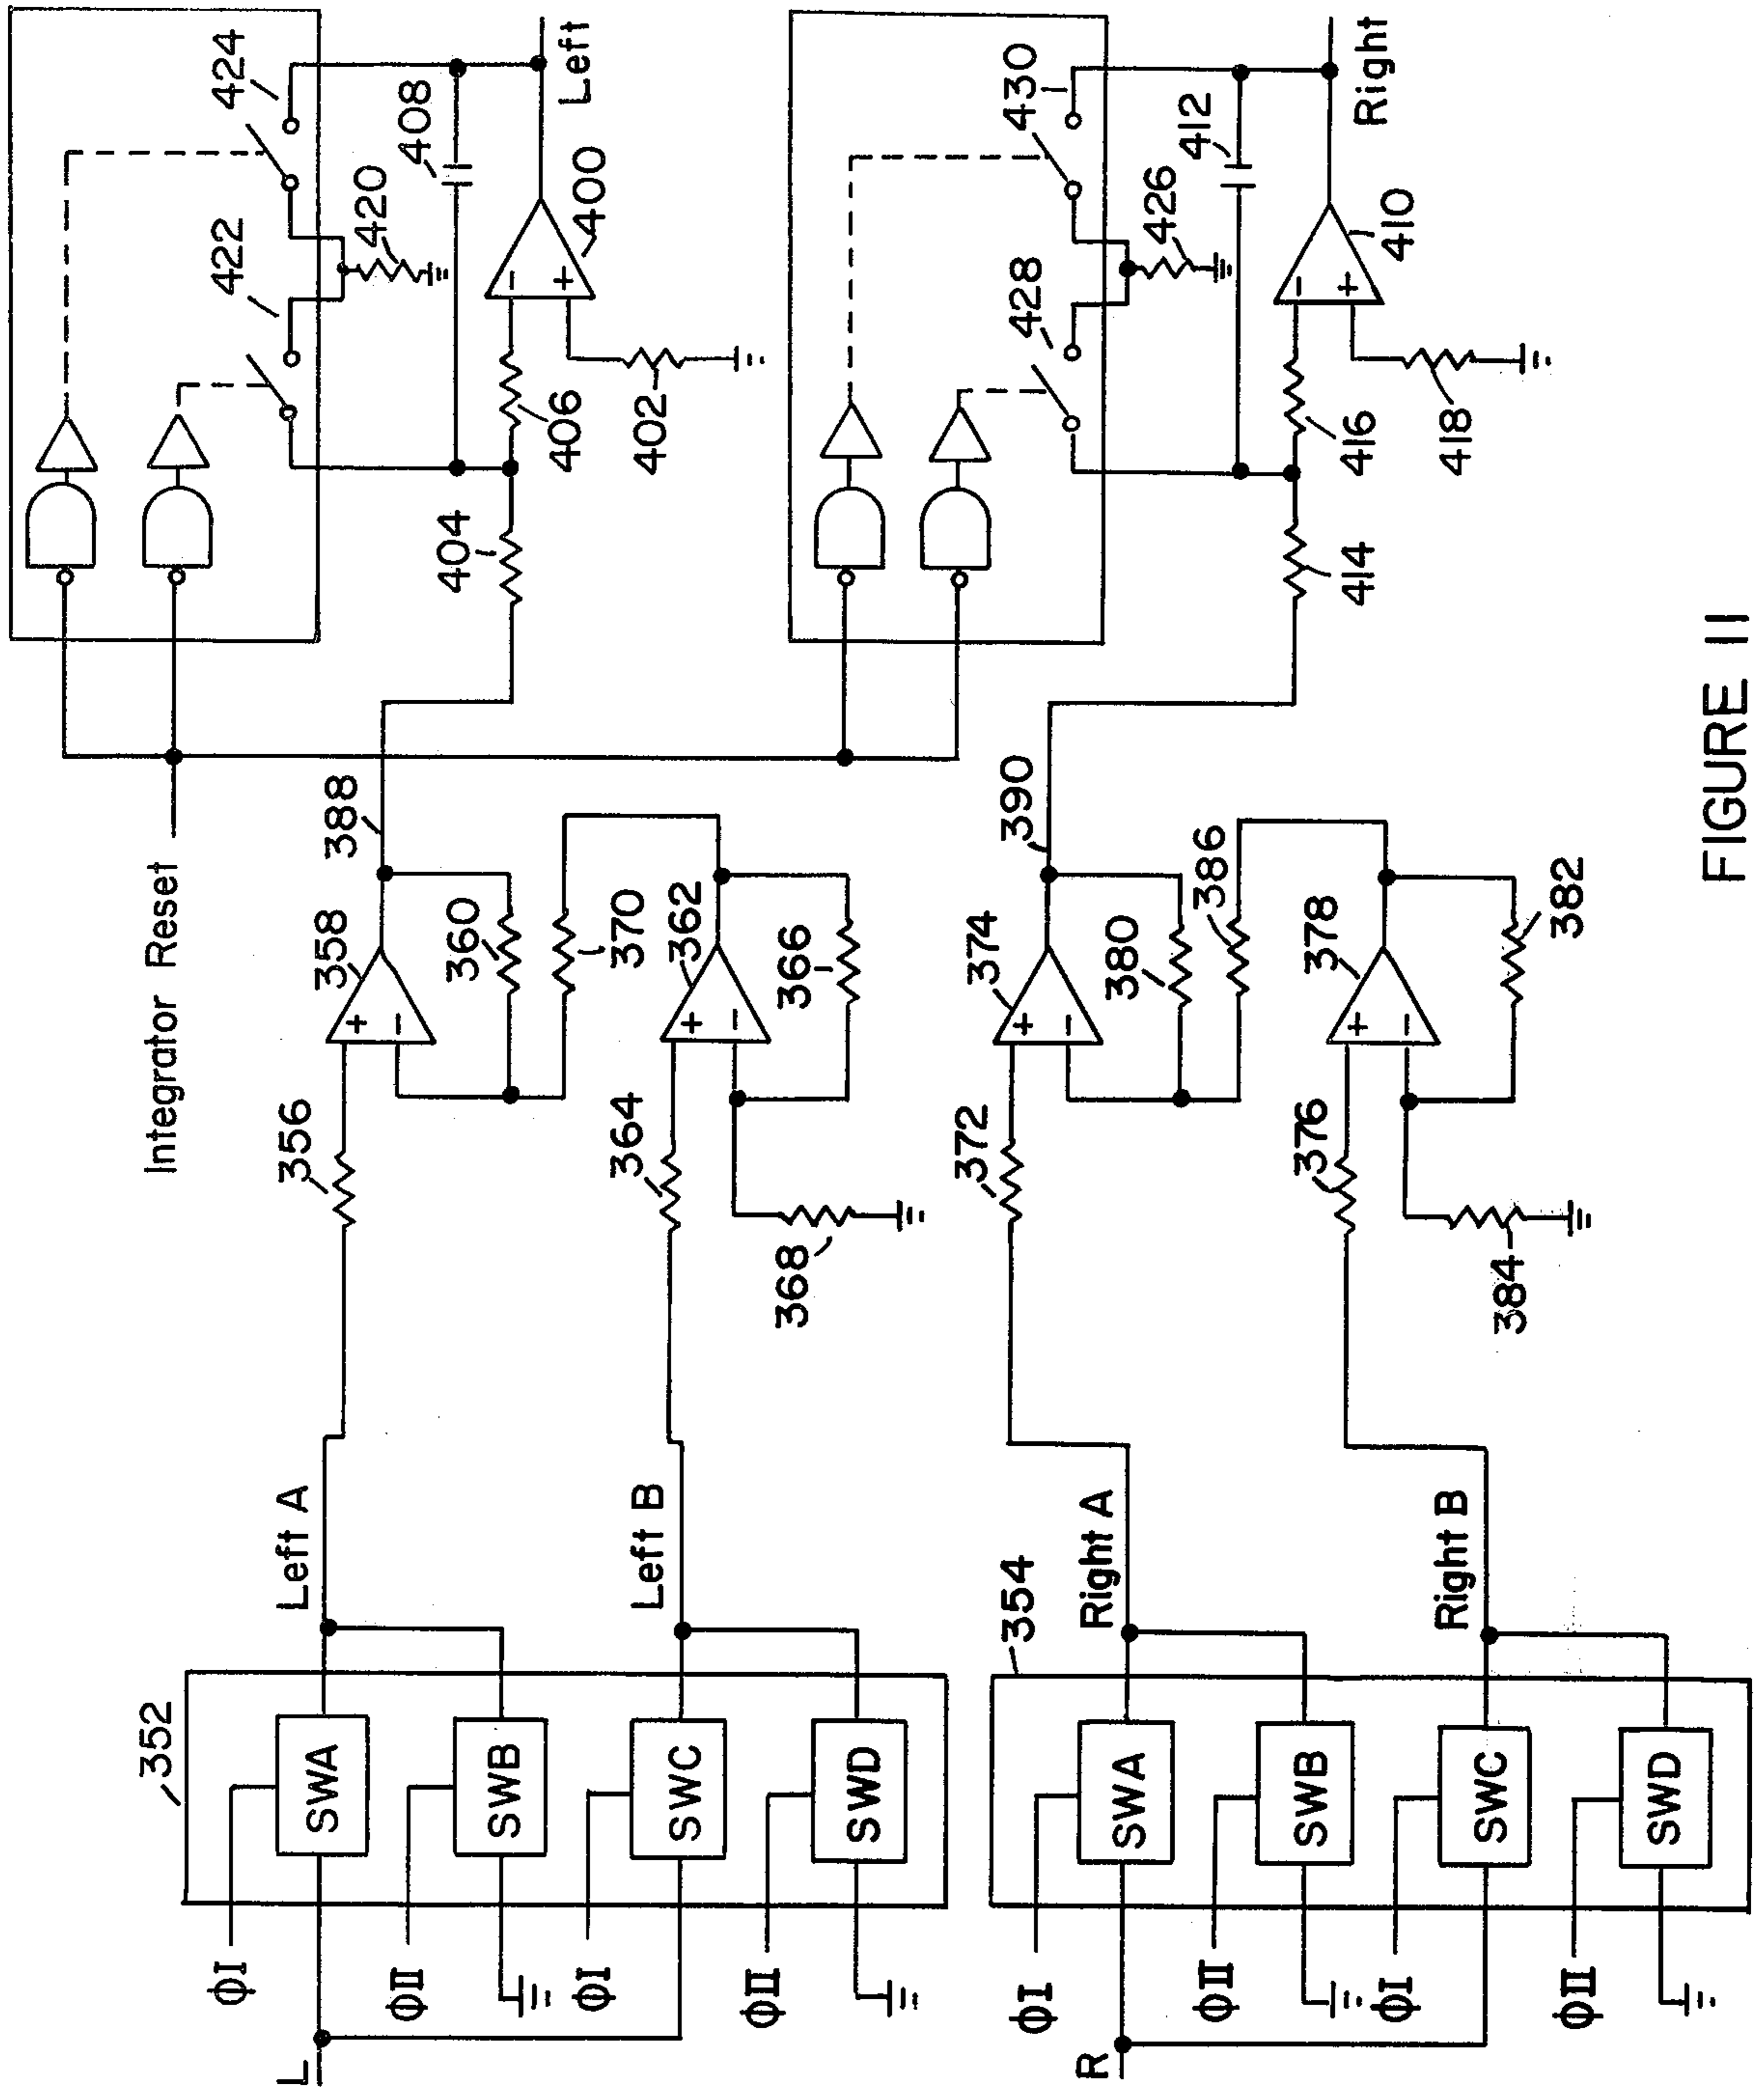 Integrator Reset
422
424
420
408
388
404
406
400
402
Left
352
ΦI
SWA
ΦII
SWB
ΦI
SWC
ΦII
SWD
L
Left A
356
358
360
370
Left B
364
362
366
368
428
430
426
412
390
414
416
410
418
Right
354
ΦI
SWA
ΦII
SWB
ΦI
SWC
ΦII
SWD
R
Right A
372
374
380
386
Right B
376
378
382
384
+
−
+
−
+
−
+
−
−
+
−
+
FIGURE 11